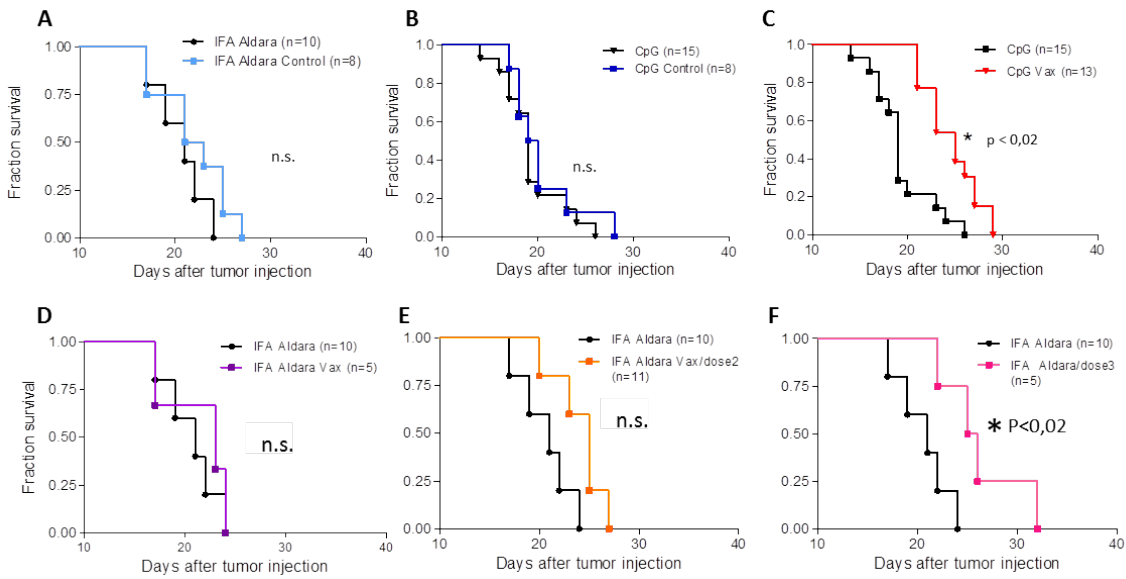 A
IFA Aldara (n=10)
IFA Aldara Control (n=8)
1.00
0.75
0.50
0.25
0.00
Fraction survival
n.s.
10
20
30
40
Days after tumor injection
B
CpG (n=15)
CpG Control (n=8)
1.0
0.8
0.6
0.4
0.2
0.0
Fraction survival
n.s.
10
20
30
40
Days after tumor injection
C
CpG (n=15)
CpG Vax (n=13)
1.0
0.8
0.6
0.4
0.2
0.0
Fraction survival
* p < 0,02
10
20
30
40
Days after tumor injection
D
IFA Aldara (n=10)
IFA Aldara Vax (n=5)
1.00
0.75
0.50
0.25
0.00
Fraction survival
n.s.
10
20
30
40
Days after tumor injection
E
IFA Aldara (n=10)
IFA Aldara Vax/dose2
(n=11)
1.00
0.75
0.50
0.25
0.00
n.s.
10
20
30
40
Days after tumor injection
F
IFA Aldara (n=10)
IFA Aldara/dose3
(n=5)
1.00
0.75
0.50
0.25
0.00
* P<0,02
10
20
30
40
Days after tumor injection